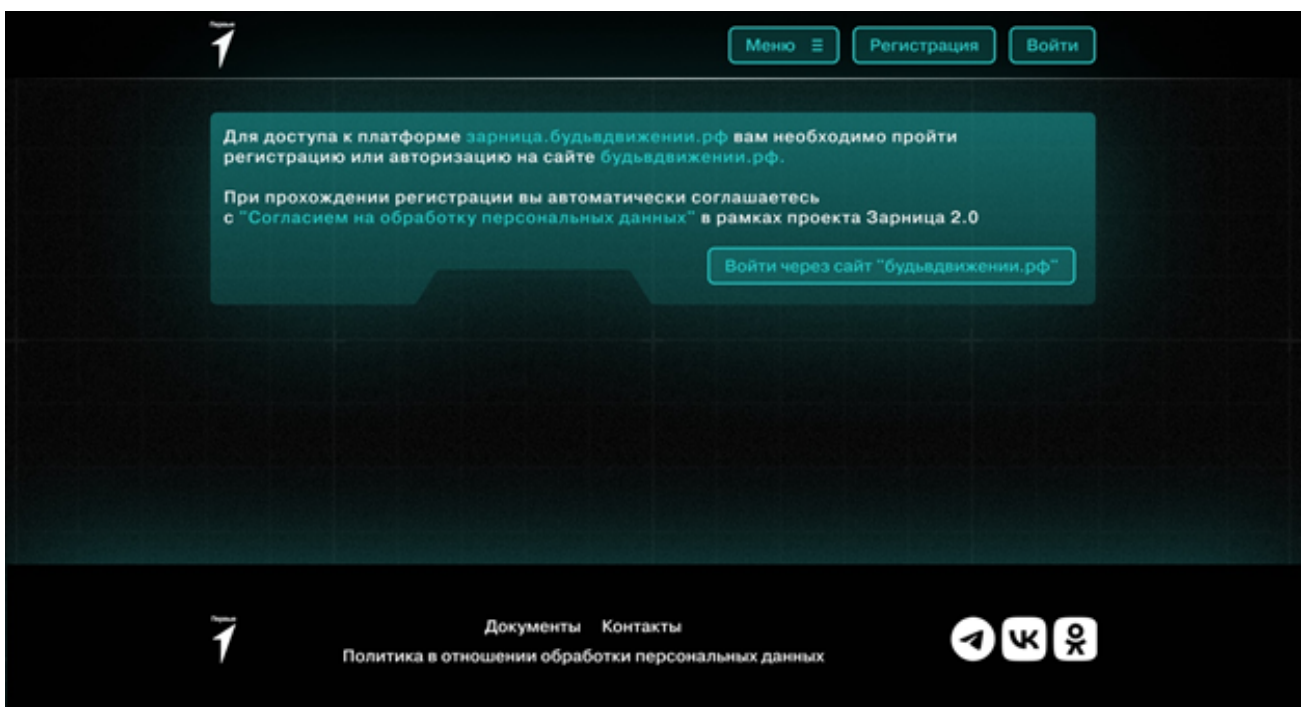 Первые
Меню
Регистрация
Войти
Для доступа к платформе зарница.будьвдвижении.рф вам необходимо пройти
регистрацию или авторизацию на сайте будьвдвижении.рф.
При прохождении регистрации вы автоматически соглашаетесь
с "Согласием на обработку персональных данных" в рамках проекта Зарница 2.0
Войти через сайт "будьвдвижении.рф"
Первые
Документы Контакты
Политика в отношении обработки персональных данных